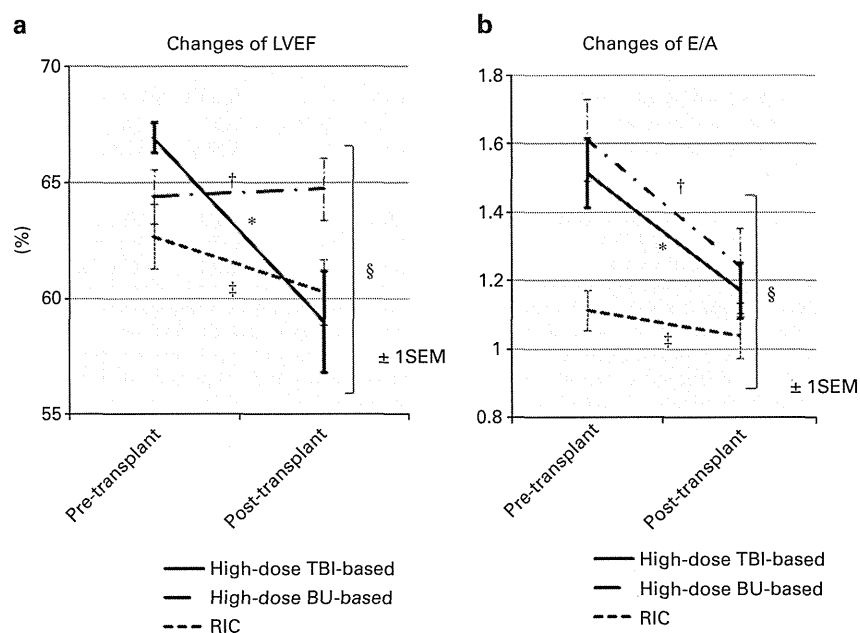 a
Changes of LVEF
70
65
60
55
(%)
†
*
‡
§
± 1SEM
Pre-transplant
Post-transplant
High-dose TBI-based
High-dose BU-based
RIC
b
Changes of E/A
1.8
1.6
1.4
1.2
1
0.8
†
*
‡
§
± 1SEM
Pre-transplant
Post-transplant
High-dose TBI-based
High-dose BU-based
RIC